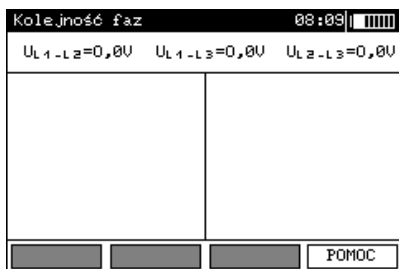 Kolejność faz 08:09
UL1-L2=0,0V UL1-L3=0,0V UL2-L3=0,0V
POMOC